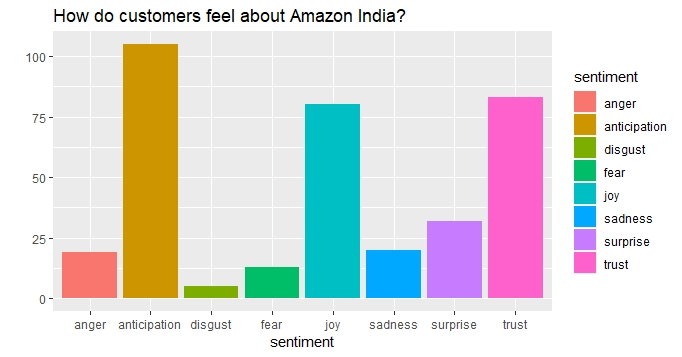 How do customers feel about Amazon India?
100
75
50
25
0
anger anticipation disgust fear joy sadness surprise trust
sentiment
sentiment
anger
anticipation
disgust
fear
joy
sadness
surprise
trust